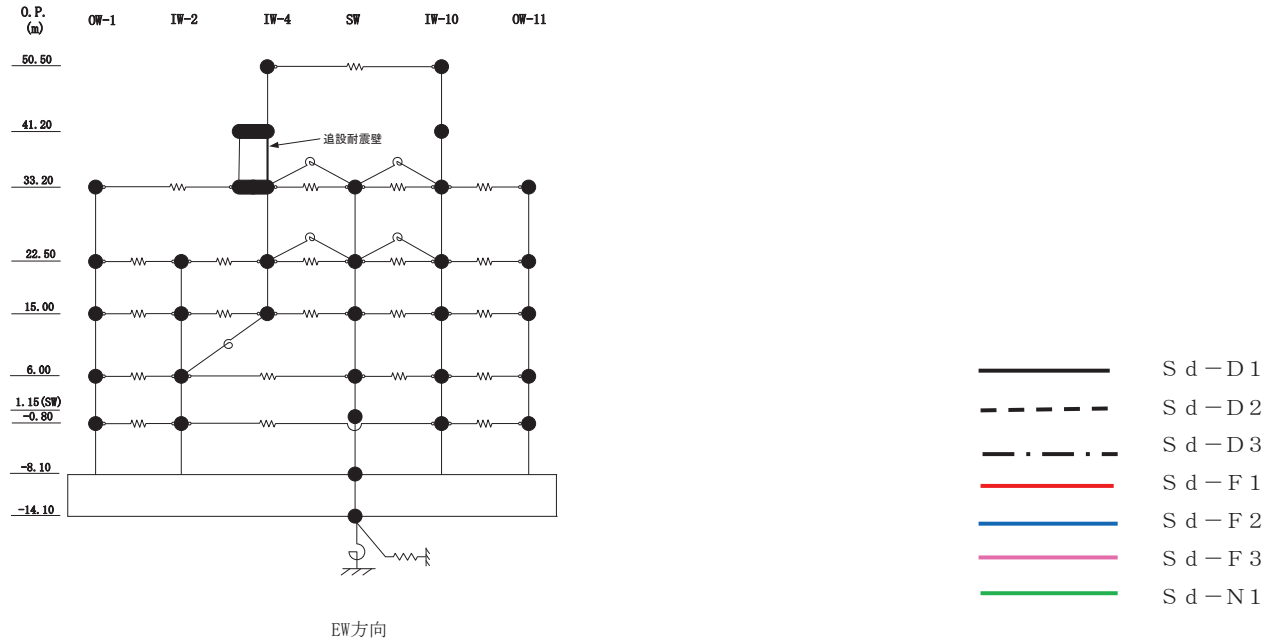 O.P.
(m)
OW-1 IW-2 IW-4 SW IW-10 OW-11
50.50
41.20
追設耐震壁
33.20
22.50
15.00
6.00
1.15(SW)
-0.80
-8.10
-14.10
EW方向
Ｓｄ－Ｄ１
Ｓｄ－Ｄ２
Ｓｄ－Ｄ３
Ｓｄ－Ｆ１
Ｓｄ－Ｆ２
Ｓｄ－Ｆ３
Ｓｄ－Ｎ１